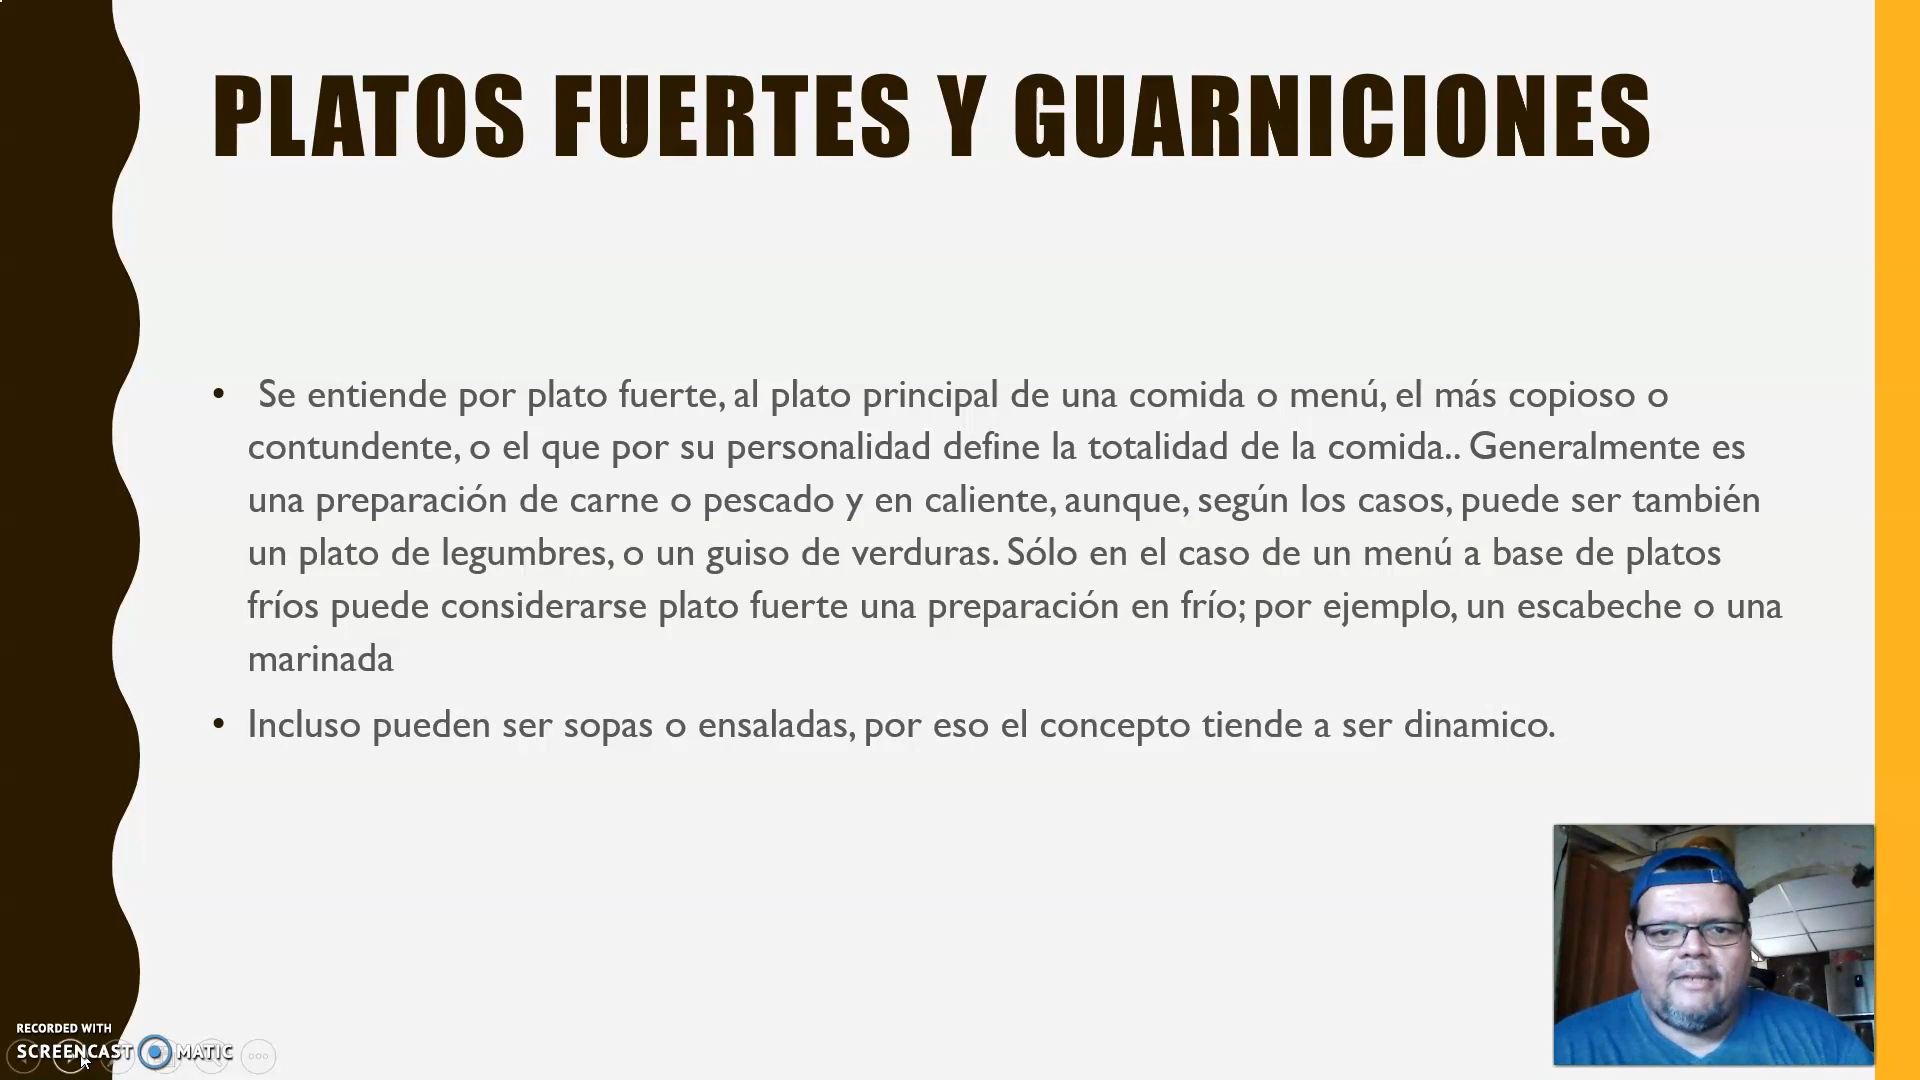 PLATOS FUERTES Y GUARNICIONES
• Se entiende por plato fuerte, al plato principal de una comida o menú, el más copioso o
contundente, o el que por su personalidad define la totalidad de la comida.. Generalmente es
una preparación de carne o pescado y en caliente, aunque, según los casos, puede ser también
un plato de legumbres, o un guiso de verduras. Sólo en el caso de un menú a base de platos
fríos puede considerarse plato fuerte una preparación en frío; por ejemplo, un escabeche o una
marinada
• Incluso pueden ser sopas o ensaladas, por eso el concepto tiende a ser dinamico.
RECORDED WITH
SCREENCAST MATIC